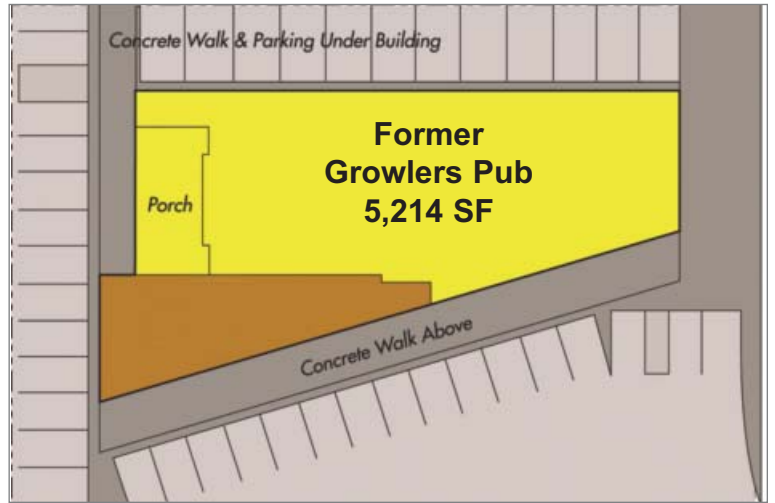 Concrete Walk & Parking Under Building
Former
Growlers Pub
5,214 SF
Porch
Concrete Walk Above